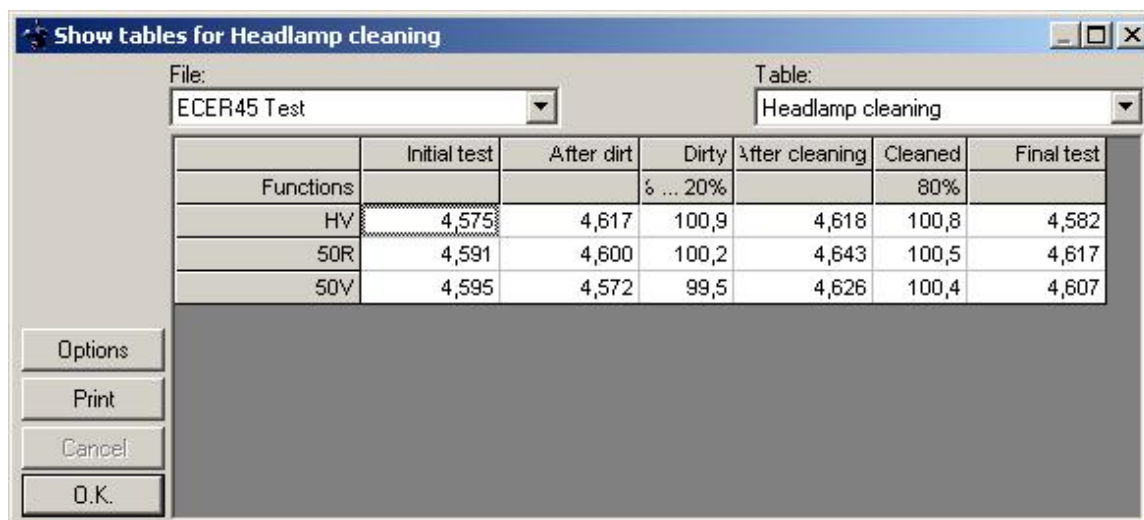 Show tables for Headlamp cleaning
File: Table:
ECER45 Test Headlamp cleaning
Initial test After dirt Dirty After cleaning Cleaned Final test
Functions % ... 20% 80%
HV 4,575 4,617 100,9 4,618 100,8 4,582
50R 4,591 4,600 100,2 4,643 100,5 4,617
50V 4,595 4,572 99,5 4,626 100,4 4,607
Options
Print
Cancel
O.K.